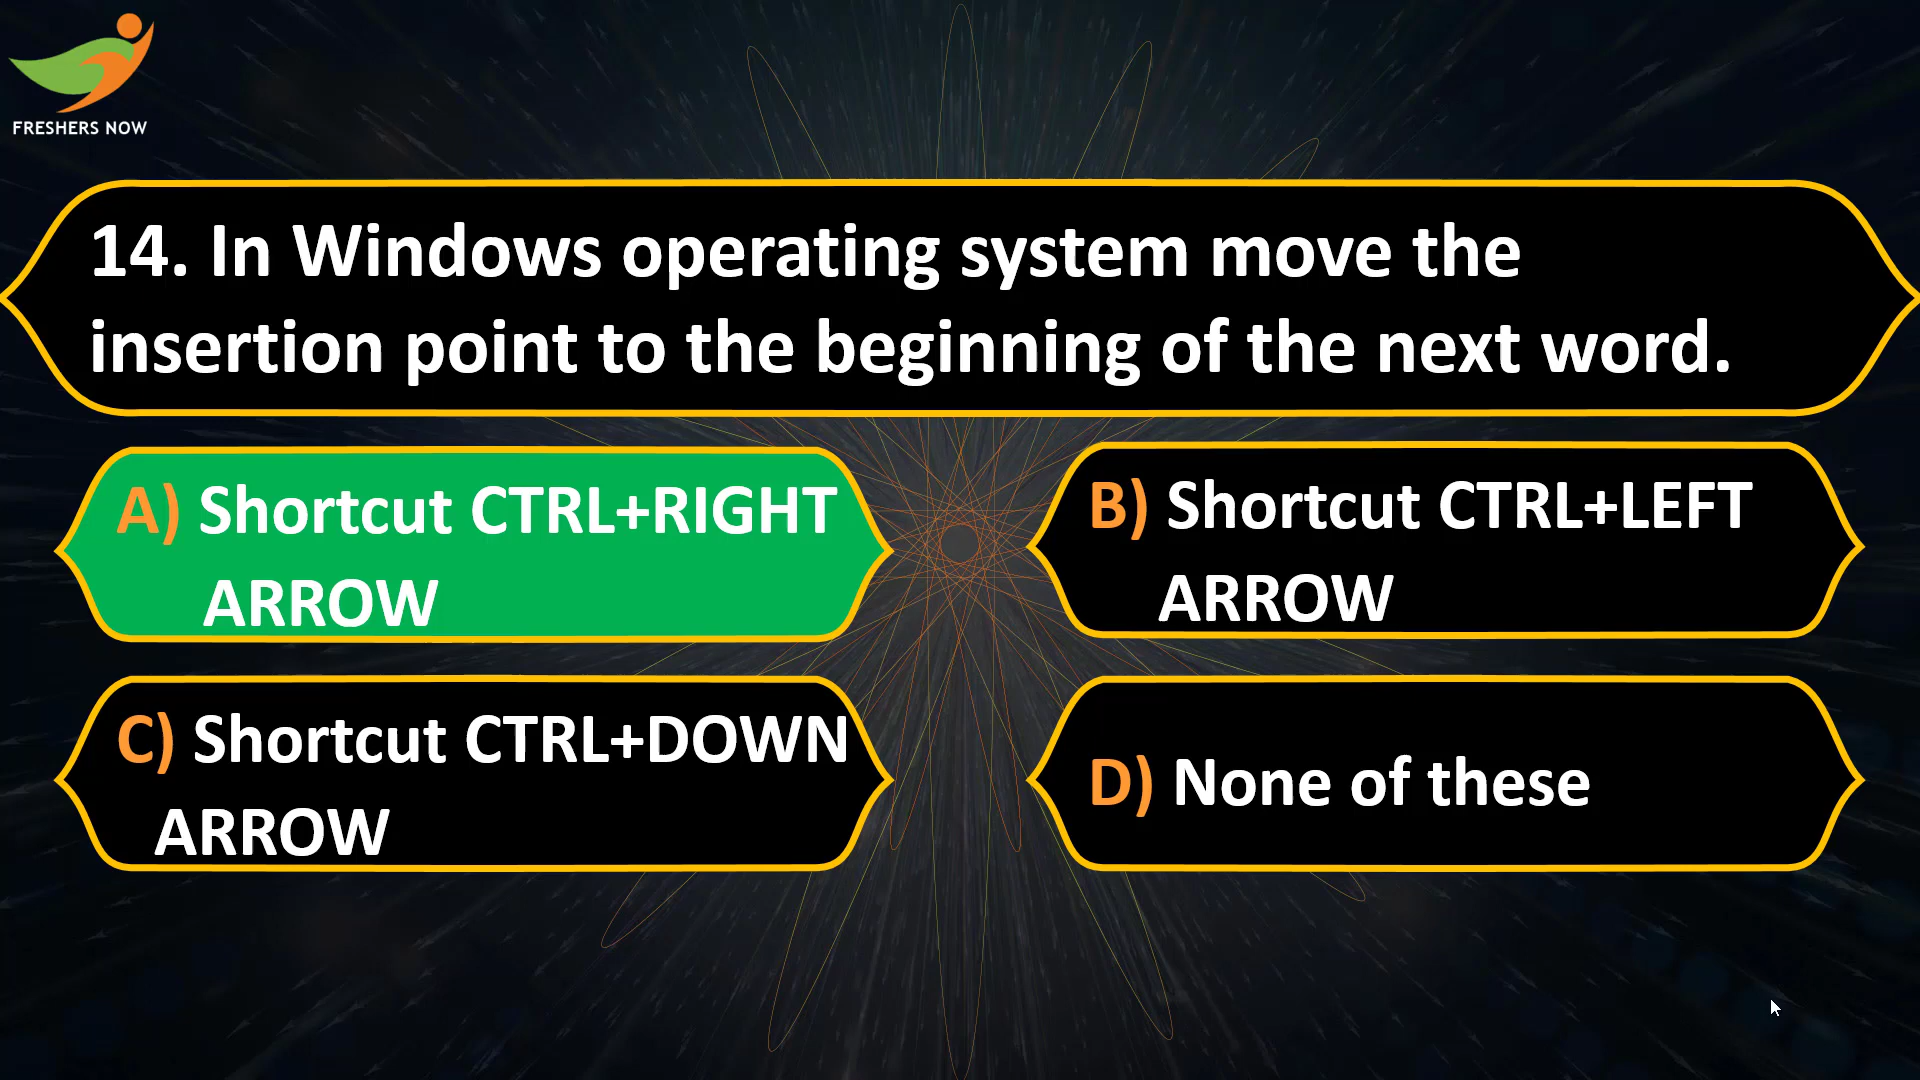 FRESHERS NOW
14. In Windows operating system move the
insertion point to the beginning of the next word.
A) Shortcut CTRL+RIGHT
ARROW
B) Shortcut CTRL+LEFT
ARROW
C) Shortcut CTRL+DOWN
ARROW
D) None of these